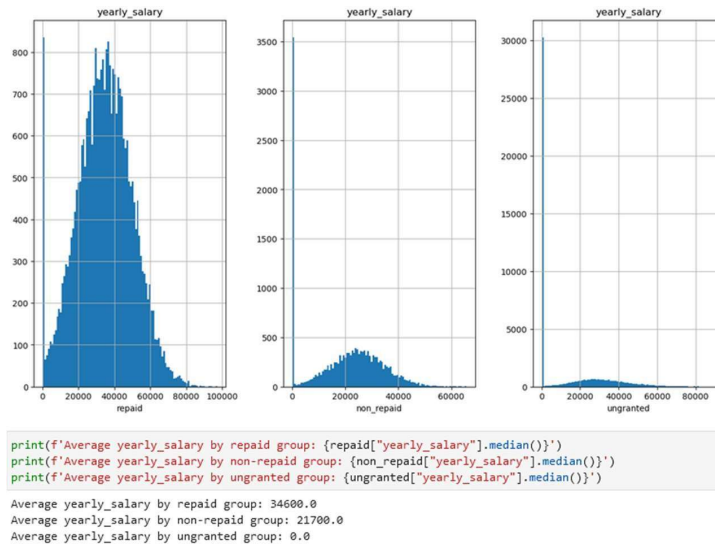 yearly_salary
yearly_salary
yearly_salary
800
700
600
500
400
300
200
100
0
0 20000 40000 60000 80000 100000
repaid
3500
3000
2500
2000
1500
1000
500
0
0 20000 40000 60000
non_repaid
30000
25000
20000
15000
10000
5000
0
0 20000 40000 60000 80000
ungranted
print(f'Average yearly_salary by repaid group: {repaid["yearly_salary"].median()}')
print(f'Average yearly_salary by non-repaid group: {non_repaid["yearly_salary"].median()}')
print(f'Average yearly_salary by ungranted group: {ungranted["yearly_salary"].median()}')
Average yearly_salary by repaid group: 34600.0
Average yearly_salary by non-repaid group: 21700.0
Average yearly_salary by ungranted group: 0.0